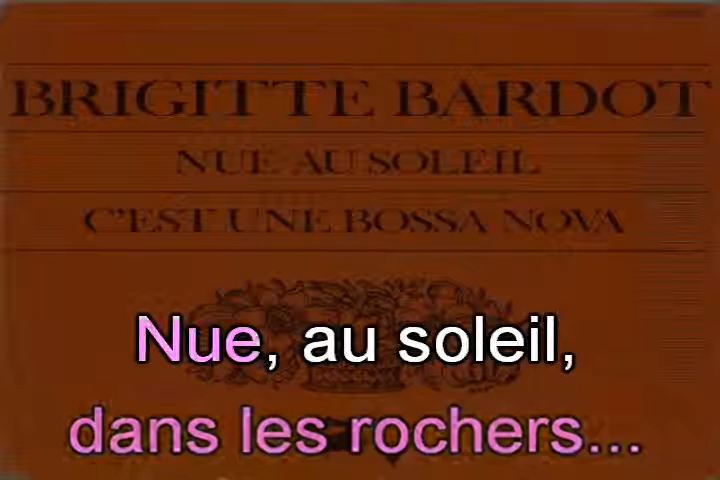 BRIGITTE BARDOT
NUE AU SOLEIL
C'EST UNE BOSSA NOVA
Nue, au soleil,
dans les rochers...